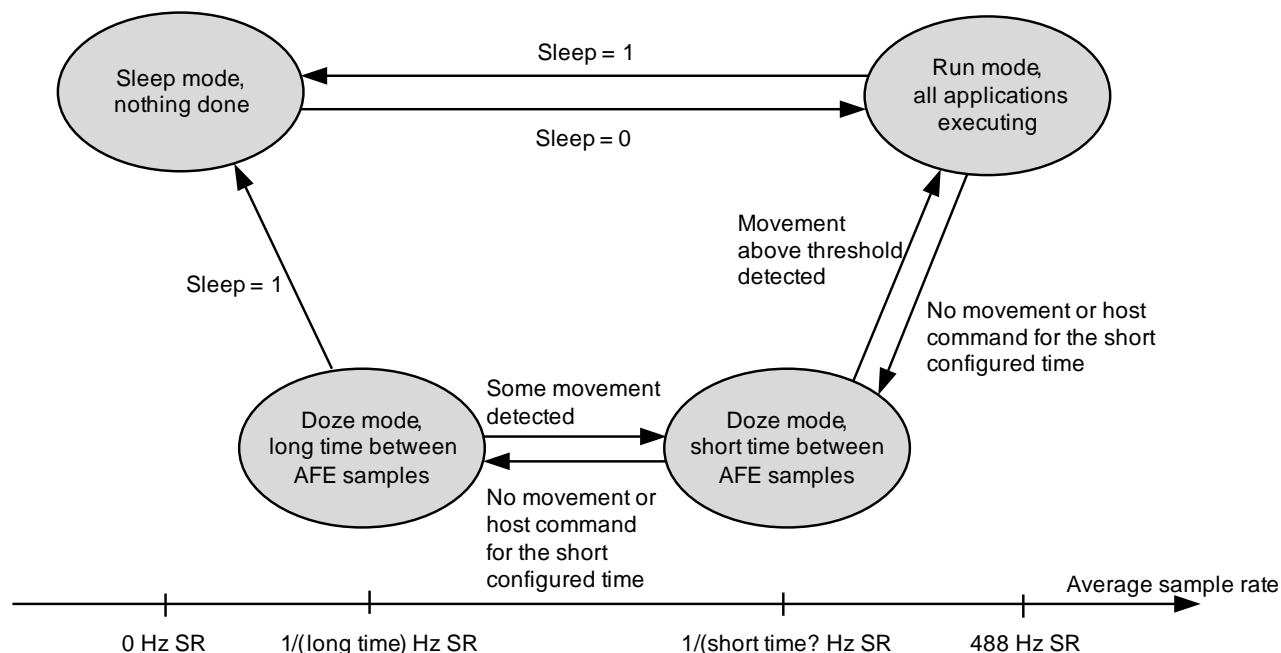 Sleep = 1
Sleep mode,
nothing done
Run mode,
all applications
executing
Sleep = 0
Movement
above threshold
detected
Sleep = 1
No movement or host
command for the short
configured time
Some movement
detected
Doze mode,
long time between
AFE samples
Doze mode,
short time between
AFE samples
No movement or
host command
for the short
configured time
Average sample rate
0 Hz SR
1/(long time) Hz SR
1/(short time? Hz SR
488 Hz SR